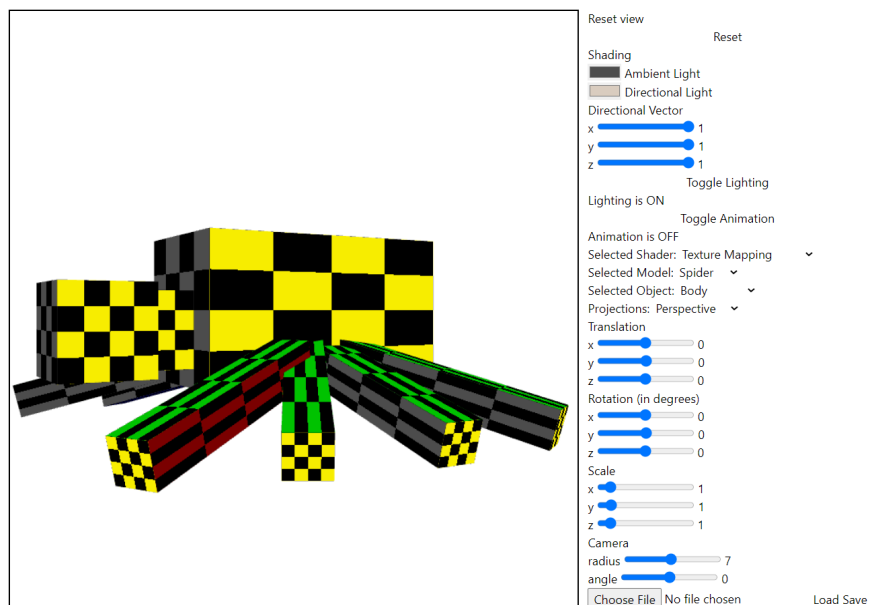 Reset view
Reset
Shading
Ambient Light
Directional Light
Directional Vector
x 1
y 1
z 1
Toggle Lighting
Lighting is ON
Toggle Animation
Animation is OFF
Selected Shader: Texture Mapping
Selected Model: Spider
Selected Object: Body
Projections: Perspective
Translation
x 0
y 0
z 0
Rotation (in degrees)
x 0
y 0
z 0
Scale
x 1
y 1
z 1
Camera
radius 7
angle 0
Choose File No file chosen Load Save